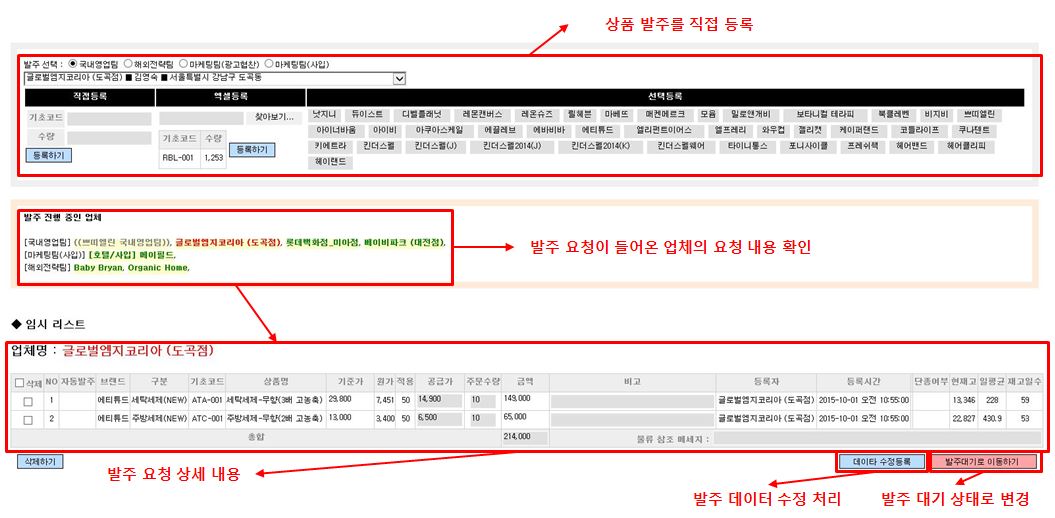 상품 발주를 직접 등록
발주 선택 : 국내영업팀 해외전략팀 마케팅팀(광고협찬) 마케팅팀(사입)
글로벌엠지코리아 (도곡점) ■ 김영숙 ■ 서울특별시 강남구 도곡동
직접등록 엑셀등록 선택등록
기초코드 찾아보기... 낫지니 듀이스트 디벨플래닛 레몬캔버스 레몬슈즈 릴헤븐 마베뜨 매켄메르크 모윰 밀로앤개비 보타니컬 테라피 북클레벤 비지비 쁘띠엘린
수량 기초코드 수량 아이너바움 아이비 아쿠아스케일 에끌레브 에바비바 에티튜드 엘리펀트이어스 엘프레리 와우컵 젤리캣 케이퍼랜드 코플라이프 쿠나텐트
등록하기 RBL-001 1,253 등록하기 키에트라 킨더스펠 킨더스펠(J) 킨더스펠2014(J) 킨더스펠2014(K) 킨더스펠웨어 타이니통스 포니사이클 프레쉬랙 헤어밴드 헤어클리피
헤이랜드
발주 진행 중인 업체
[국내영업팀] ((쁘띠엘린 국내영업팀)), 글로벌엠지코리아 (도곡점), 롯데백화점_미아점, 베이비파크 (대전점),
[마케팅팀(사입)] [호텔/사입] 메이필드,
[해외전략팀] Baby Bryan, Organic Home,
발주 요청이 들어온 업체의 요청 내용 확인
◆ 임시 리스트
업체명 : 글로벌엠지코리아 (도곡점)
삭제 NO 자동발주 브랜드 구분 기초코드 상품명 기준가 원가 적용 공급가 주문수량 금액 비고 등록자 등록시간 단종여부 현재고 일평균 재고일수
1 에티튜드 세탁세제(NEW) ATA-001 세탁세제-무향(3배 고농축) 29,800 7,451 50 14,900 10 149,000 글로벌엠지코리아 (도곡점) 2015-10-01 오전 10:55:00 13,346 228 59
2 에티튜드 주방세제(NEW) ATC-001 주방세제-무향(2배 고농축) 13,000 3,400 50 6,500 10 65,000 글로벌엠지코리아 (도곡점) 2015-10-01 오전 10:55:00 22,827 430.9 53
총합 214,000 물류 참조 메세지 :
삭제하기 데이타 수정등록 발주대기로 이동하기
발주 요청 상세 내용
발주 데이터 수정 처리 발주 대기 상태로 변경